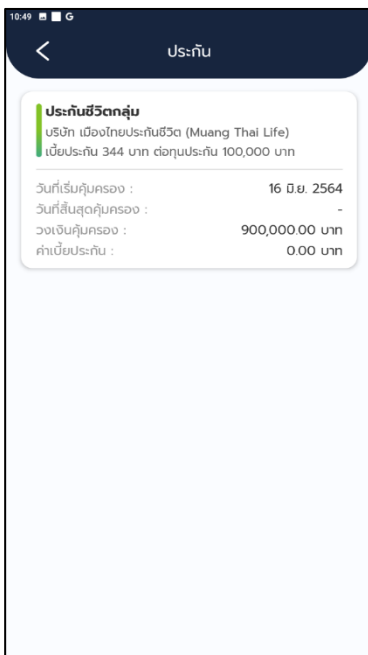 10:49 G
ประกัน
ประกันชีวิตกลุ่ม
บริษัท เมืองไทยประกันชีวิต (Muang Thai Life)
เบี้ยประกัน 344 บาท ต่อทุนประกัน 100,000 บาท
วันที่เริ่มคุ้มครอง : 16 มิ.ย. 2564
วันที่สิ้นสุดคุ้มครอง : -
วงเงินคุ้มครอง : 900,000.00 บาท
ค่าเบี้ยประกัน : 0.00 บาท